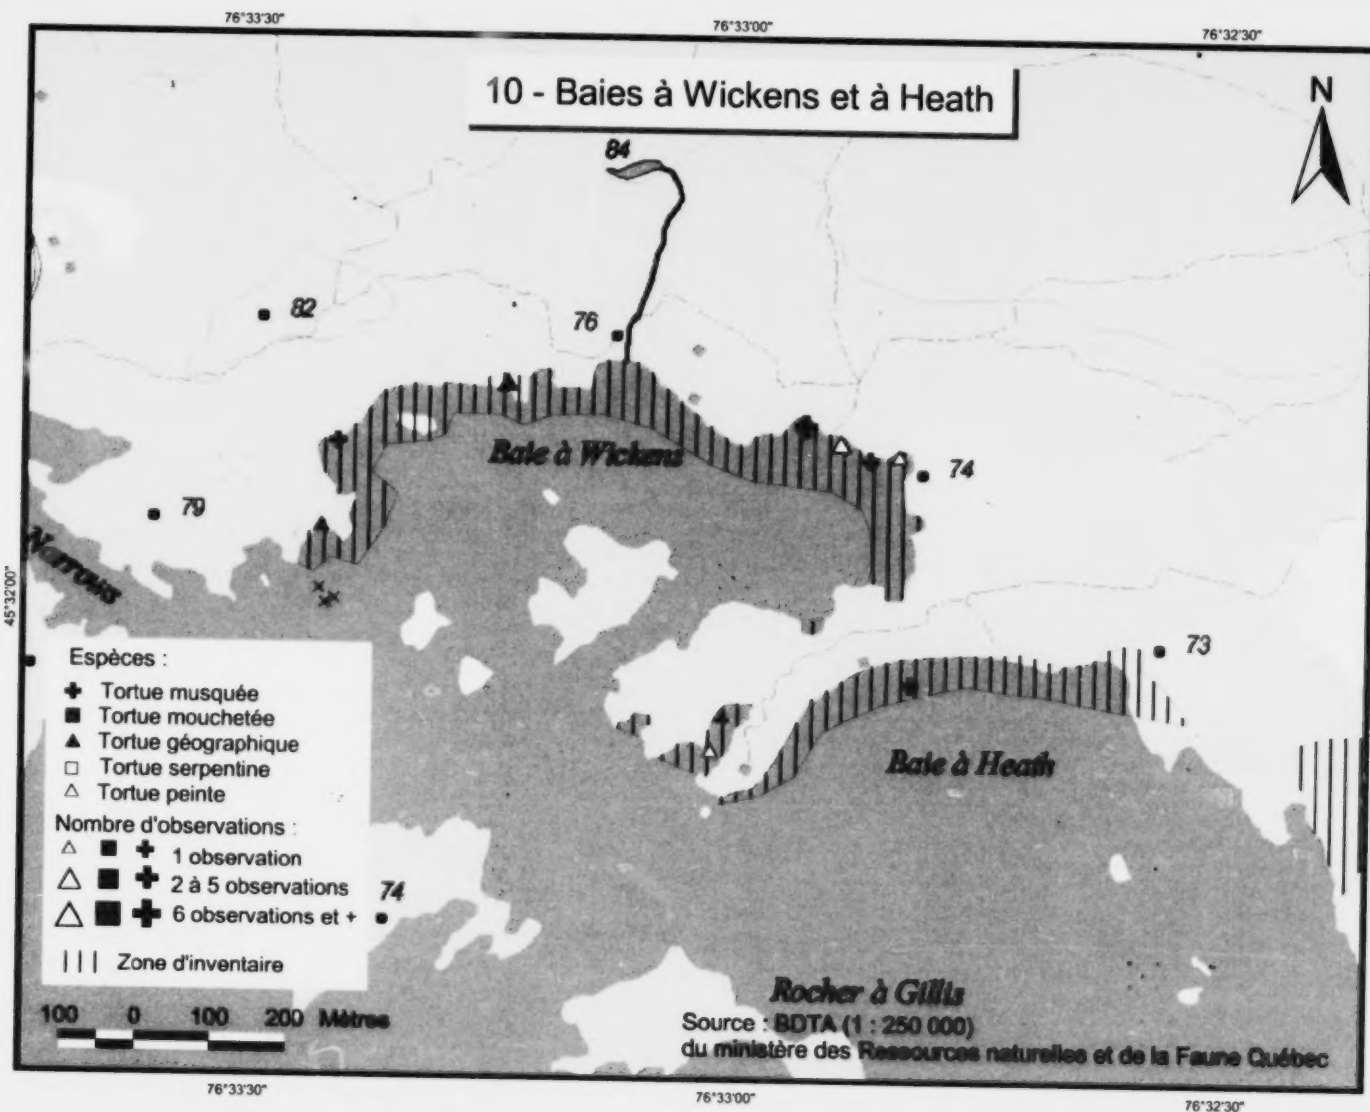 76°33'30"
76°33'00"
76°32'30"
10 - Baies à Wickens et à Heath
N
84
82
76
Baie à Wickens
74
79
Narrows
45°32'00"
73
Baie à Heath
Espèces :
Tortue musquée
Tortue mouchetée
Tortue géographique
Tortue serpentine
Tortue peinte
Nombre d'observations :
1 observation
2 à 5 observations
74
6 observations et +
Zone d'inventaire
100 0 100 200 Mètres
Rocher à Gillis
Source : BDTA (1 : 250 000)
du ministère des Ressources naturelles et de la Faune Québec
76°33'30"
76°33'00"
76°32'30"